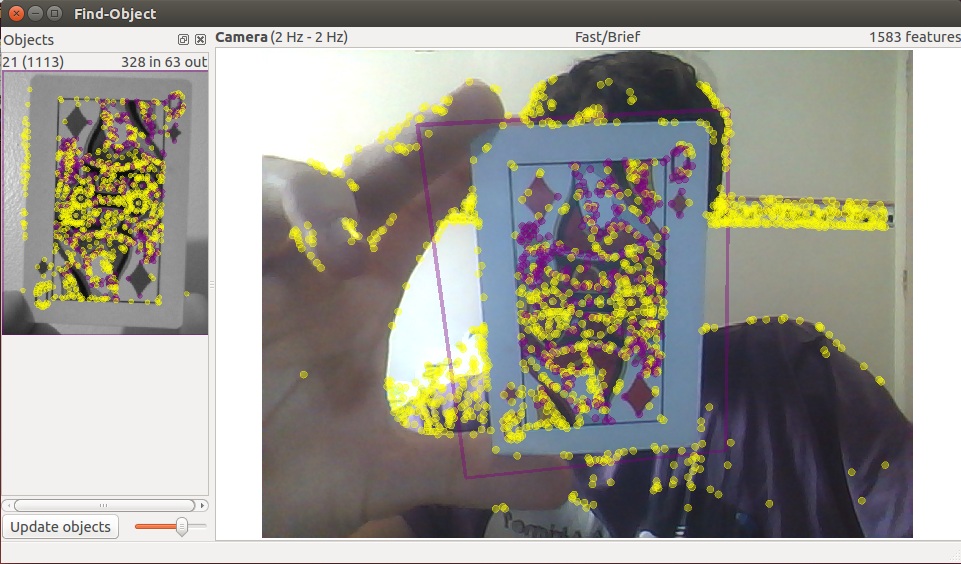 Find-Object
Objects
Camera (2 Hz - 2 Hz) Fast/Brief 1583 features
21 (1113) 328 in 63 out
Q
Update objects